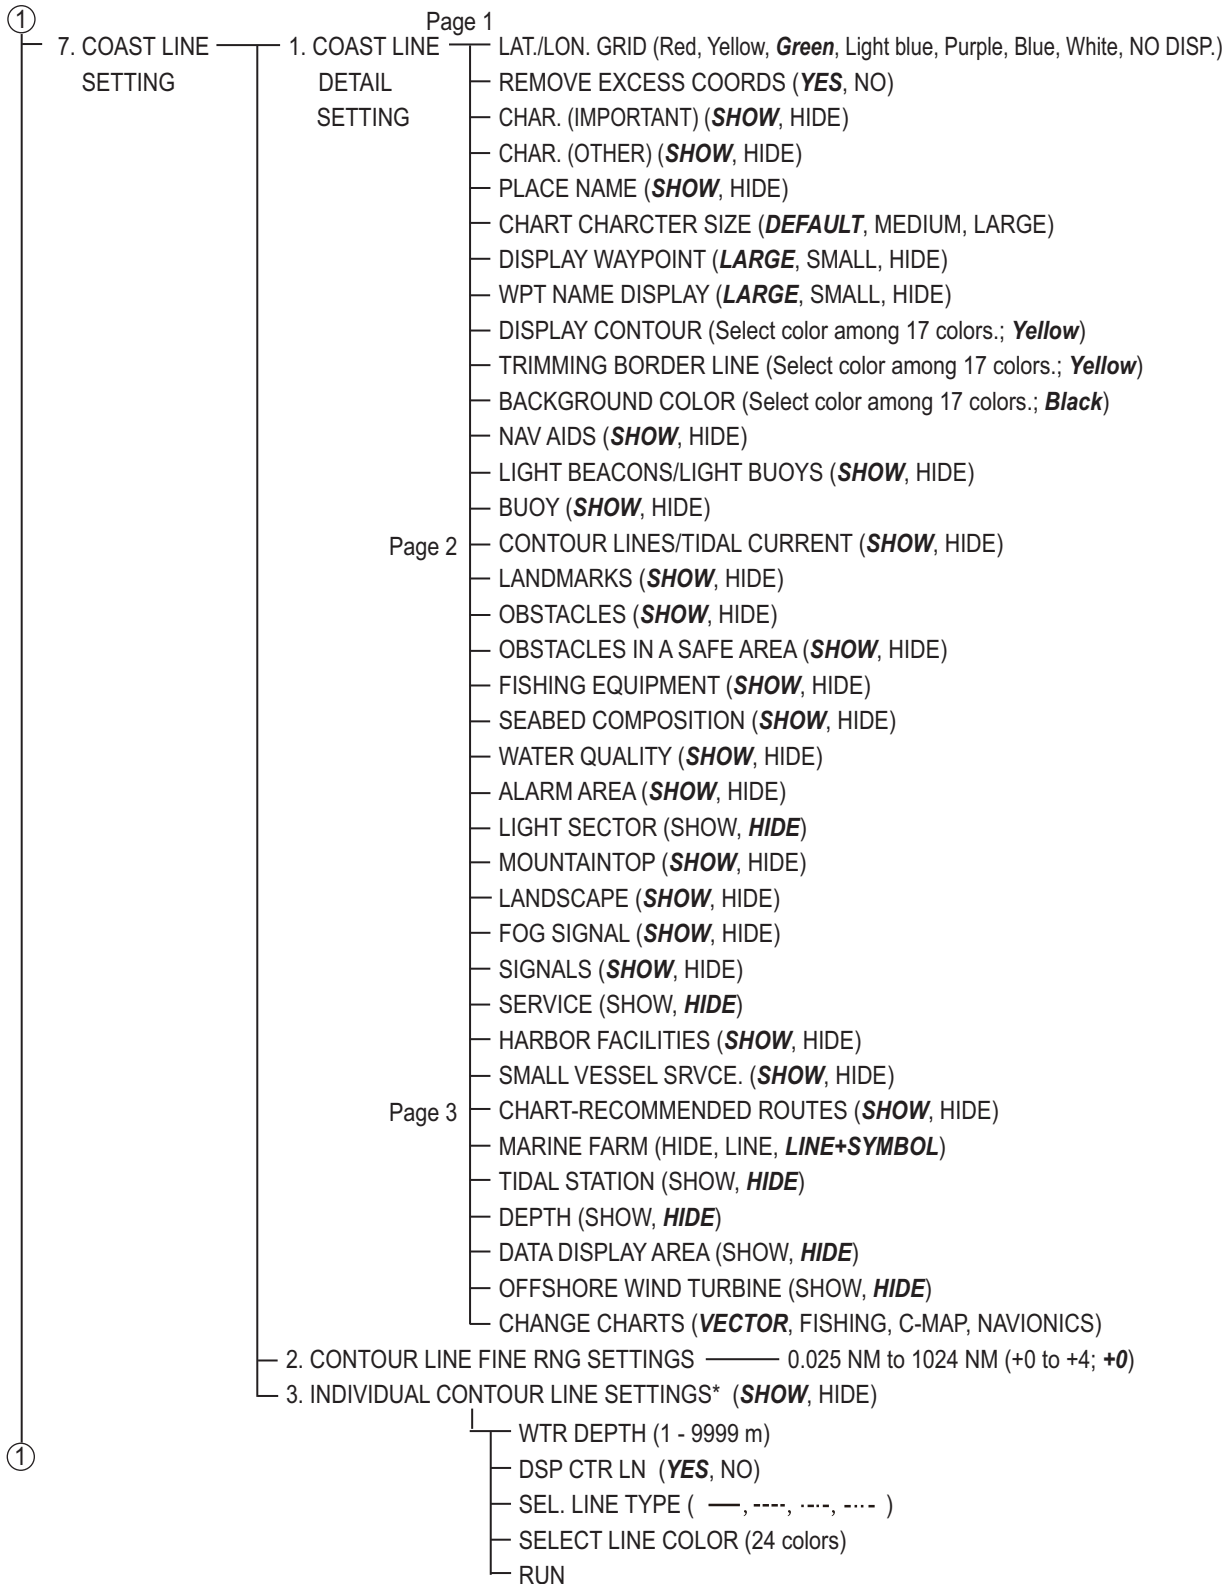 1
Page 1
7. COAST LINE SETTING
1. COAST LINE DETAIL SETTING
LAT./LON. GRID (Red, Yellow, Green, Light blue, Purple, Blue, White, NO DISP.)
REMOVE EXCESS COORDS (YES, NO)
CHAR. (IMPORTANT) (SHOW, HIDE)
CHAR. (OTHER) (SHOW, HIDE)
PLACE NAME (SHOW, HIDE)
CHART CHARCTER SIZE (DEFAULT, MEDIUM, LARGE)
DISPLAY WAYPOINT (LARGE, SMALL, HIDE)
WPT NAME DISPLAY (LARGE, SMALL, HIDE)
DISPLAY CONTOUR (Select color among 17 colors.; Yellow)
TRIMMING BORDER LINE (Select color among 17 colors.; Yellow)
BACKGROUND COLOR (Select color among 17 colors.; Black)
NAV AIDS (SHOW, HIDE)
LIGHT BEACONS/LIGHT BUOYS (SHOW, HIDE)
BUOY (SHOW, HIDE)
Page 2
CONTOUR LINES/TIDAL CURRENT (SHOW, HIDE)
LANDMARKS (SHOW, HIDE)
OBSTACLES (SHOW, HIDE)
OBSTACLES IN A SAFE AREA (SHOW, HIDE)
FISHING EQUIPMENT (SHOW, HIDE)
SEABED COMPOSITION (SHOW, HIDE)
WATER QUALITY (SHOW, HIDE)
ALARM AREA (SHOW, HIDE)
LIGHT SECTOR (SHOW, HIDE)
MOUNTAINTOP (SHOW, HIDE)
LANDSCAPE (SHOW, HIDE)
FOG SIGNAL (SHOW, HIDE)
SIGNALS (SHOW, HIDE)
SERVICE (SHOW, HIDE)
HARBOR FACILITIES (SHOW, HIDE)
SMALL VESSEL SRVCE. (SHOW, HIDE)
Page 3
CHART-RECOMMENDED ROUTES (SHOW, HIDE)
MARINE FARM (HIDE, LINE, LINE+SYMBOL)
TIDAL STATION (SHOW, HIDE)
DEPTH (SHOW, HIDE)
DATA DISPLAY AREA (SHOW, HIDE)
OFFSHORE WIND TURBINE (SHOW, HIDE)
CHANGE CHARTS (VECTOR, FISHING, C-MAP, NAVIONICS)
2. CONTOUR LINE FINE RNG SETTINGS
0.025 NM to 1024 NM (+0 to +4; +0)
3. INDIVIDUAL CONTOUR LINE SETTINGS* (SHOW, HIDE)
WTR DEPTH (1 - 9999 m)
DSP CTR LN (YES, NO)
SEL. LINE TYPE ( —, ----, -·-·, -··- )
SELECT LINE COLOR (24 colors)
RUN
1